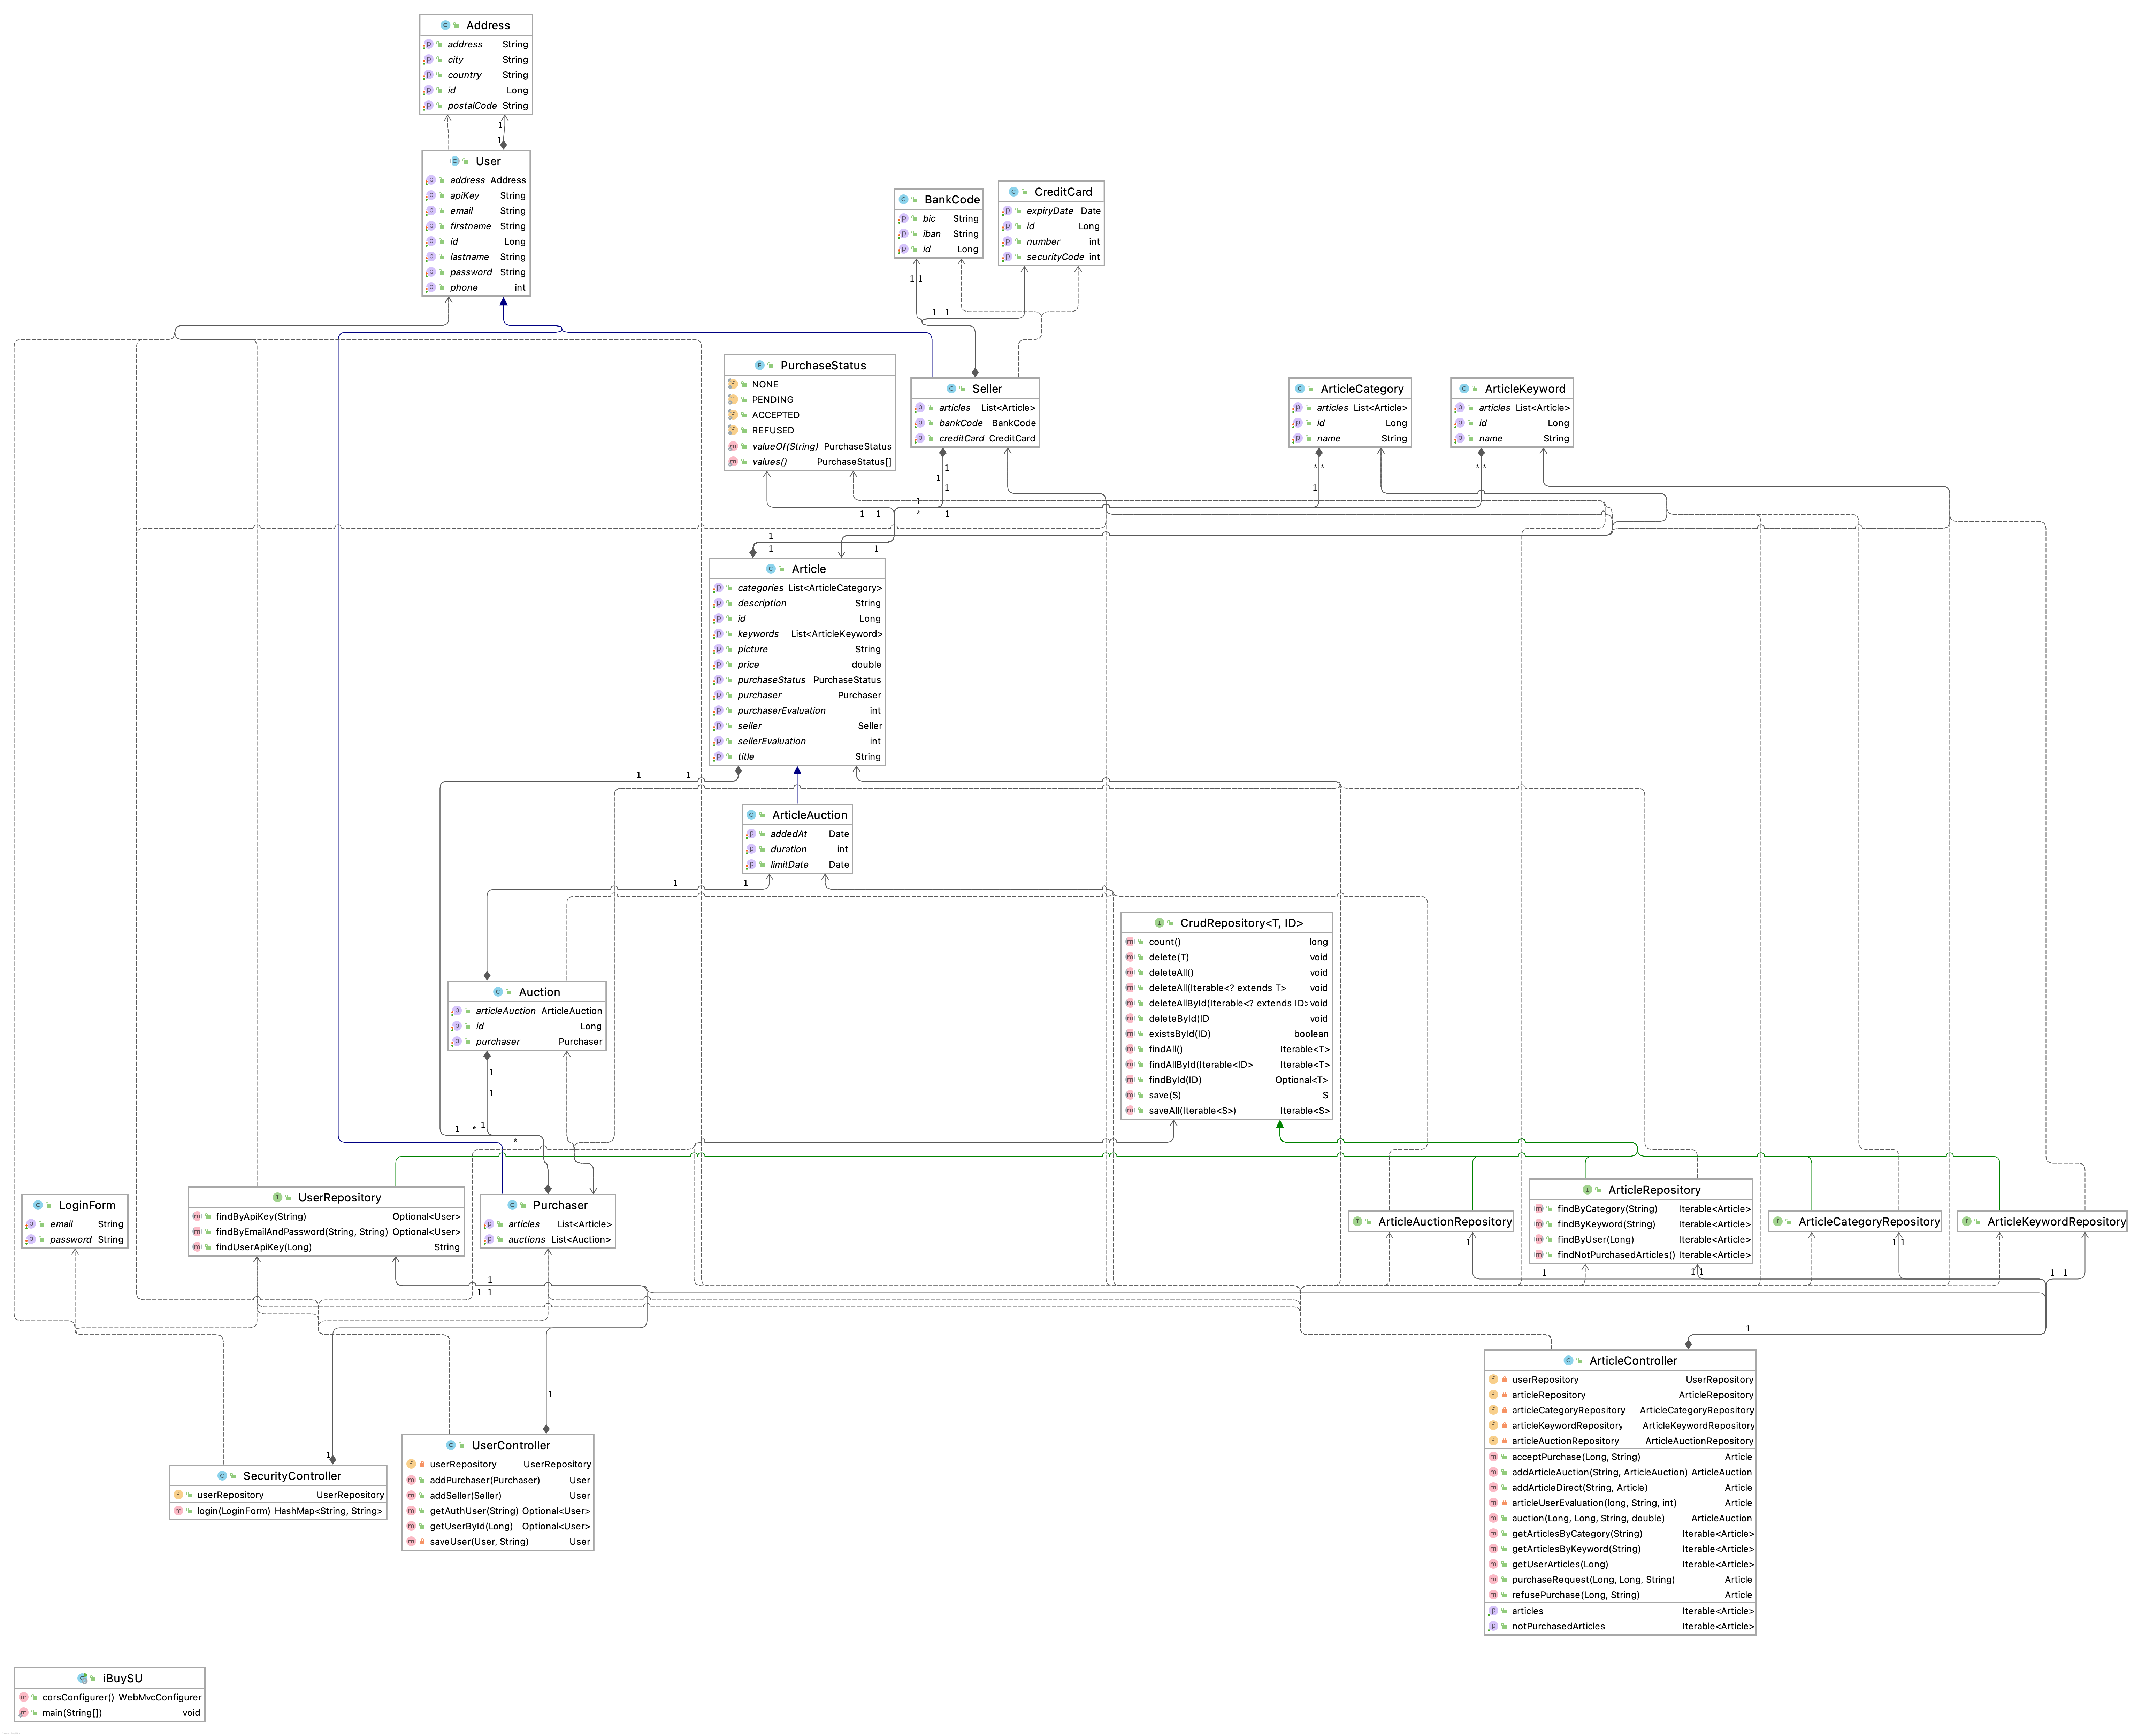 Address
address String
city String
country String
id Long
postalCode String
1
1
User
address Address
apiKey String
email String
firstname String
id Long
lastname String
password String
phone int
BankCode
bic String
iban String
id Long
CreditCard
expiryDate Date
id Long
number int
securityCode int
1 1
1 1
PurchaseStatus
NONE
PENDING
ACCEPTED
REFUSED
valueOf(String) PurchaseStatus
values() PurchaseStatus[]
Seller
articles List<Article>
bankCode BankCode
creditCard CreditCard
ArticleCategory
articles List<Article>
id Long
name String
ArticleKeyword
articles List<Article>
id Long
name String
1
* *
* *
1
1
1
1
1 1
*
1
1
1
1
Article
categories List<ArticleCategory>
description String
id Long
keywords List<ArticleKeyword>
picture String
price double
purchaseStatus PurchaseStatus
purchaser Purchaser
purchaserEvaluation int
seller Seller
sellerEvaluation int
title String
1 1
ArticleAuction
addedAt Date
duration int
limitDate Date
1 1
CrudRepository<T, ID>
count() long
delete(T) void
deleteAll() void
deleteAll(Iterable<? extends T> void
deleteAllById(Iterable<? extends ID> void
deleteById(ID void
existsById(ID) boolean
findAll() Iterable<T>
findAllById(Iterable<ID> Iterable<T>
findById(ID) Optional<T>
save(S) S
saveAll(Iterable<S>) Iterable<S>
Auction
articleAuction ArticleAuction
id Long
purchaser Purchaser
1
1
1 * 1
*
LoginForm
email String
password String
UserRepository
findByApiKey(String) Optional<User>
findByEmailAndPassword(String, String) Optional<User>
findUserApiKey(Long) String
Purchaser
articles List<Article>
auctions List<Auction>
ArticleAuctionRepository
ArticleRepository
findByCategory(String) Iterable<Article>
findByKeyword(String) Iterable<Article>
findByUser(Long) Iterable<Article>
findNotPurchasedArticles() Iterable<Article>
ArticleCategoryRepository
ArticleKeywordRepository
1
1 1
1
1 1
1 1
1
1 1
1
ArticleController
userRepository UserRepository
articleRepository ArticleRepository
articleCategoryRepository ArticleCategoryRepository
articleKeywordRepository ArticleKeywordRepository
articleAuctionRepository ArticleAuctionRepository
acceptPurchase(Long, String) Article
addArticleAuction(String, ArticleAuction) ArticleAuction
addArticleDirect(String, Article) Article
articleUserEvaluation(long, String, int) Article
auction(Long, Long, String, double) ArticleAuction
getArticlesByCategory(String) Iterable<Article>
getArticlesByKeyword(String) Iterable<Article>
getUserArticles(Long) Iterable<Article>
purchaseRequest(Long, Long, String) Article
refusePurchase(Long, String) Article
articles Iterable<Article>
notPurchasedArticles Iterable<Article>
1
1
SecurityController
userRepository UserRepository
login(LoginForm) HashMap<String, String>
UserController
userRepository UserRepository
addPurchaser(Purchaser) User
addSeller(Seller) User
getAuthUser(String) Optional<User>
getUserById(Long) Optional<User>
saveUser(User, String) User
iBuySU
corsConfigurer() WebMvcConfigurer
main(String[]) void